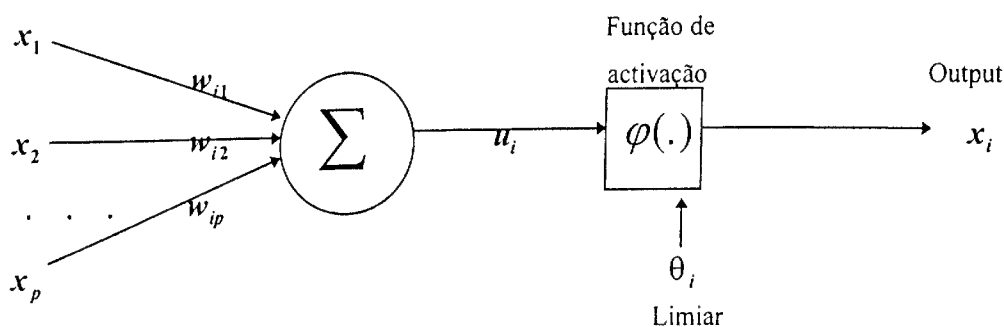 x₁
x₂
. . .
xₚ
wᵢ₁
wᵢ₂
wᵢₚ
∑
uᵢ
Função de
activação
φ(.)
θᵢ
Limiar
Output
xᵢ